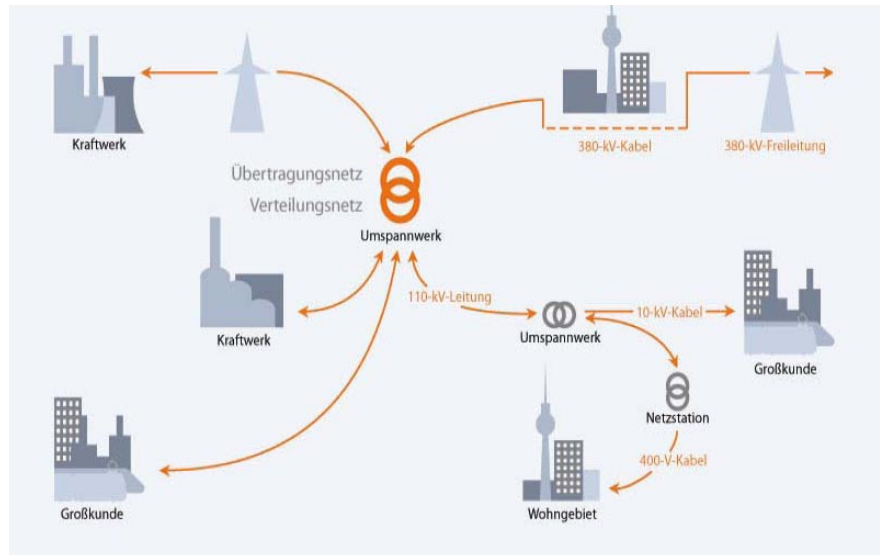 Kraftwerk
380-kV-Kabel
380-kV-Freileitung
Übertragungsnetz
Verteilungsnetz
Umspannwerk
110-kV-Leitung
10-kV-Kabel
Kraftwerk
Umspannwerk
Großkunde
Netzstation
400-V-Kabel
Großkunde
Wohngebiet